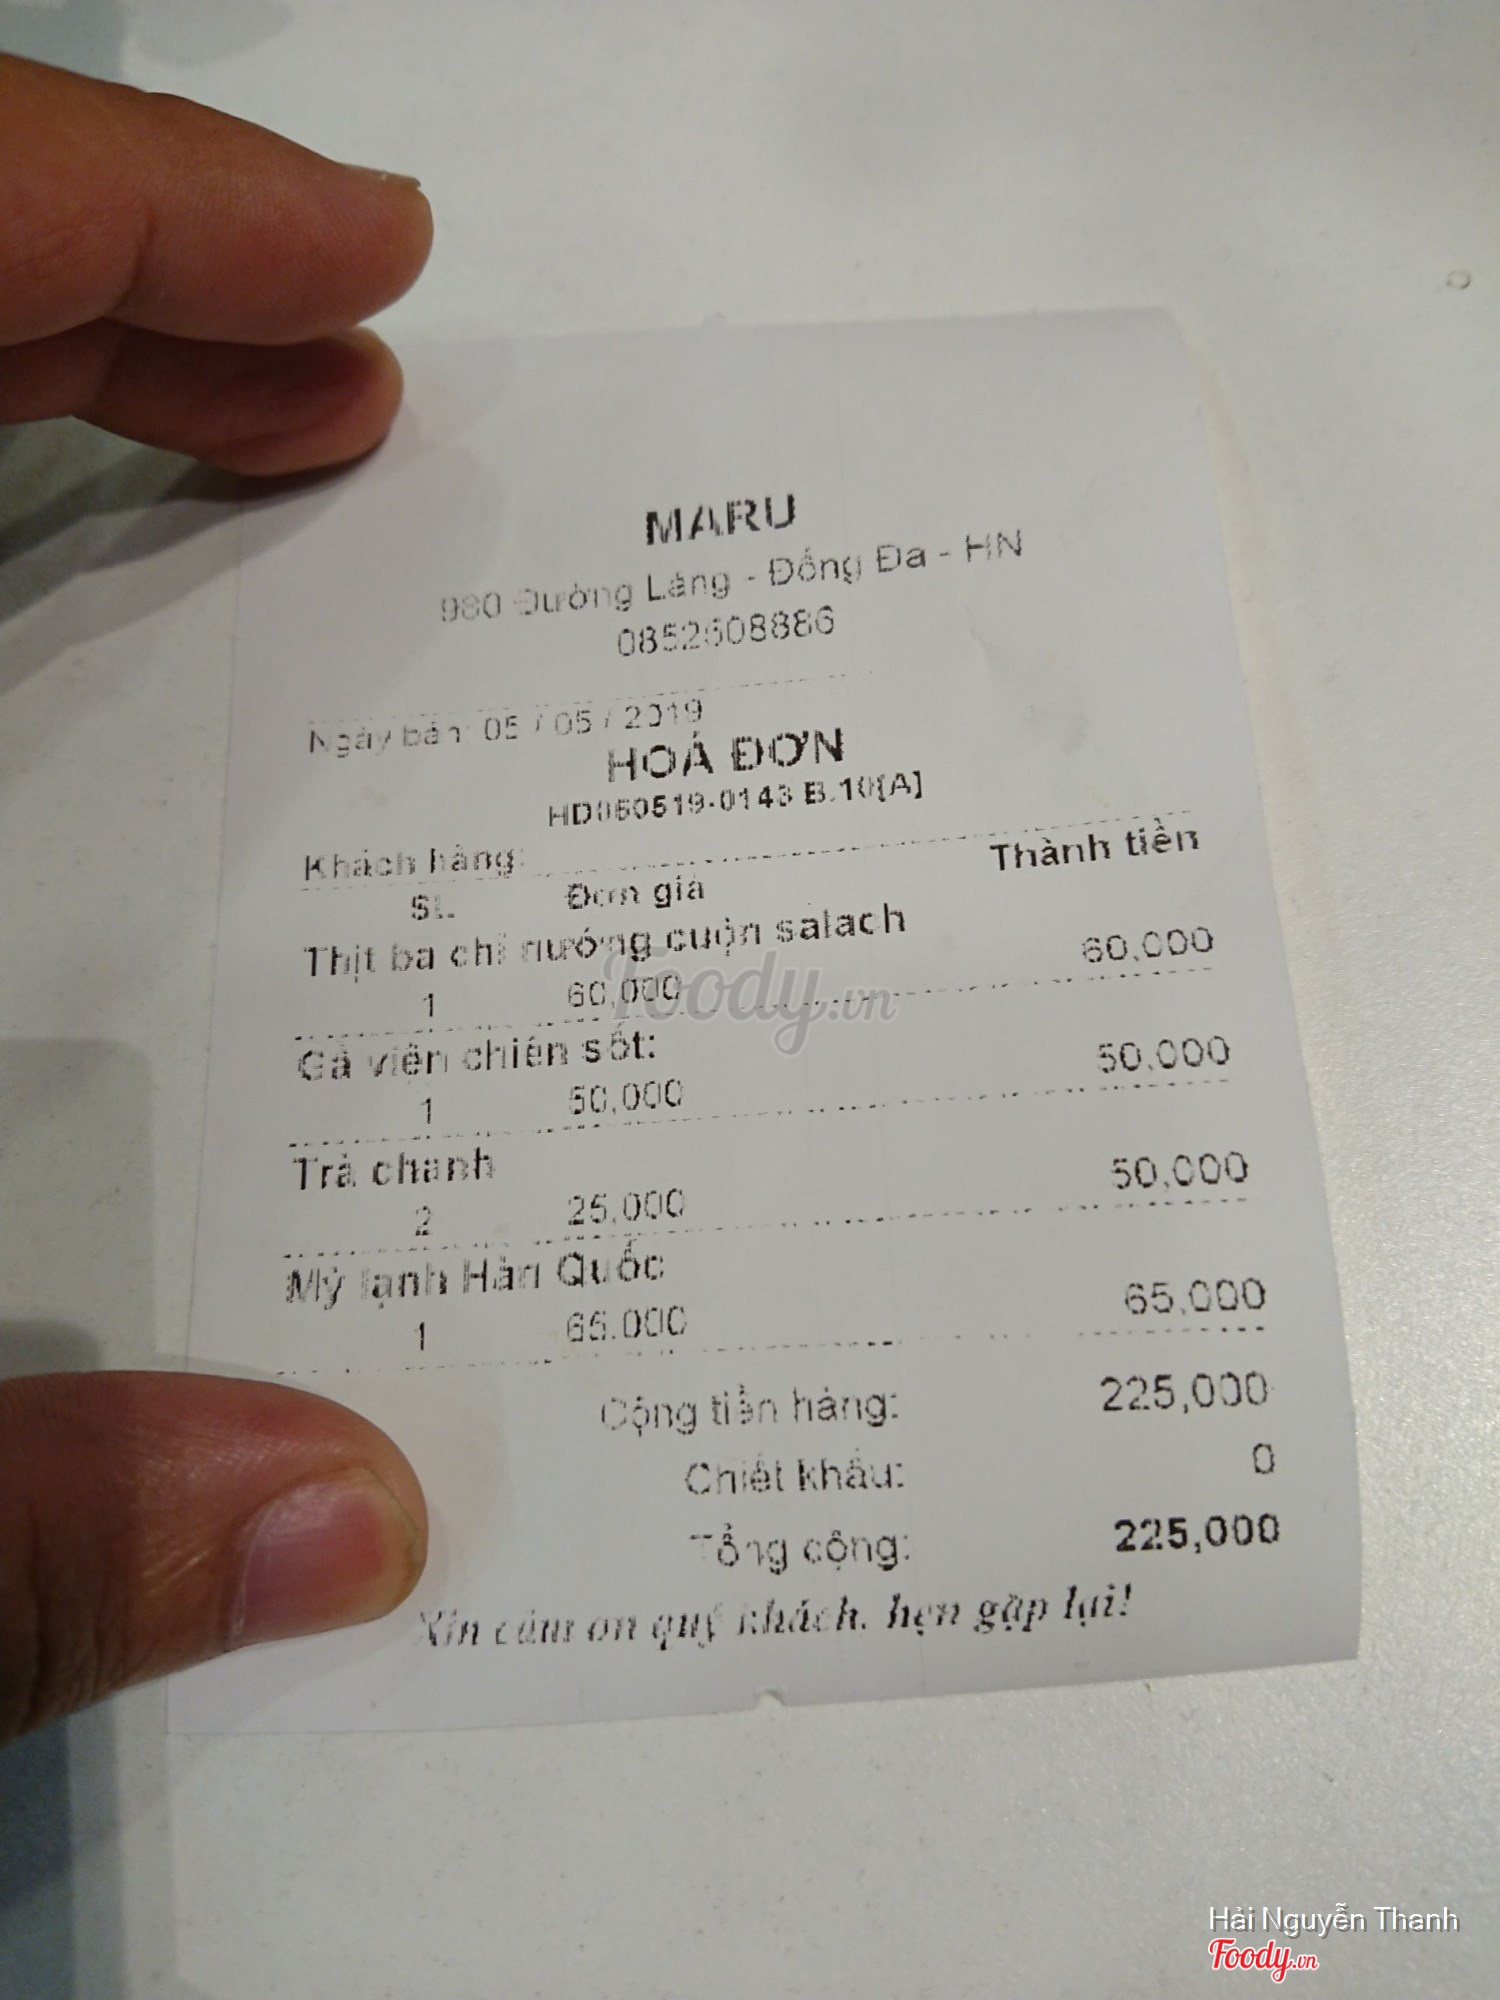 MARU
980 Đường Láng - Đống Đa - HN
0852608886
Ngày bán: 05 / 05 / 2019
HOÁ ĐƠN
HD050519-0143 B.10[A]
Khách hàng:
SL Đơn giá Thành tiền
Thịt ba chỉ nướng cuộn salach
1 60,000 60,000
Gà viên chiên sốt:
1 50,000 50,000
Trà chanh
2 25,000 50,000
Mỳ lạnh Hàn Quốc
1 65,000 65,000
Cộng tiền hàng: 225,000
Chiết khấu: 0
Tổng cộng: 225,000
Xin cảm ơn quý khách, hẹn gặp lại!
Foody.vn
Hải Nguyễn Thanh
Foody.vn